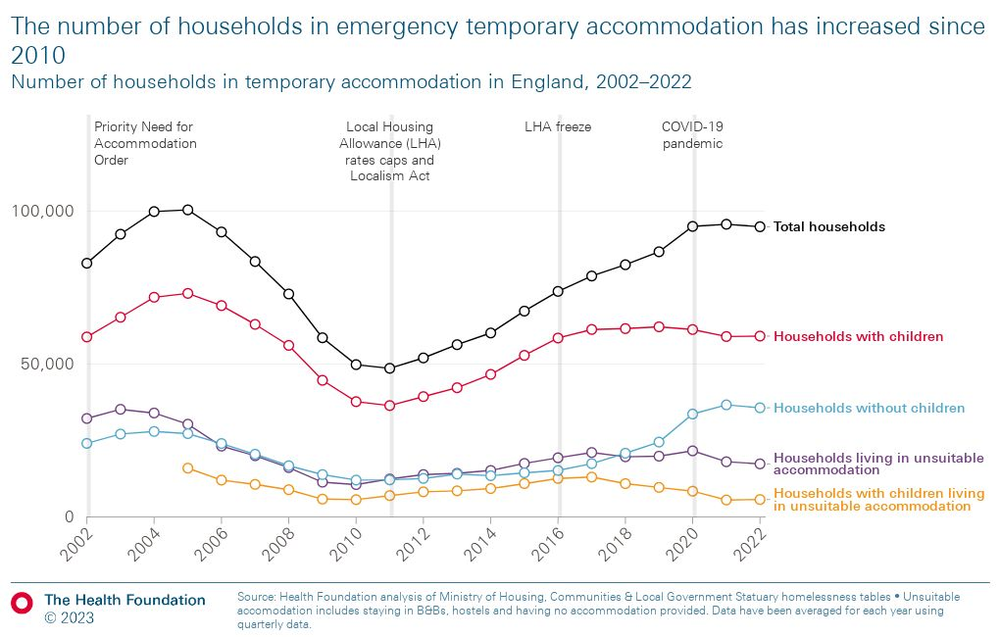 The number of households in emergency temporary accommodation has increased since
2010
Number of households in temporary accommodation in England, 2002–2022
Priority Need for
Accommodation
Order
Local Housing
Allowance (LHA)
rates caps and
Localism Act
LHA freeze
COVID-19
pandemic
100,000
50,000
0
Total households
Households with children
Households without children
Households living in unsuitable
accommodation
Households with children living
in unsuitable accommodation
2002
2004
2006
2008
2010
2012
2014
2016
2018
2020
2022
The Health Foundation
© 2023
Source: Health Foundation analysis of Ministry of Housing, Communities & Local Government Statuary homelessness tables • Unsuitable
accomodation includes staying in B&Bs, hostels and having no accommodation provided. Data have been averaged for each year using
quarterly data.